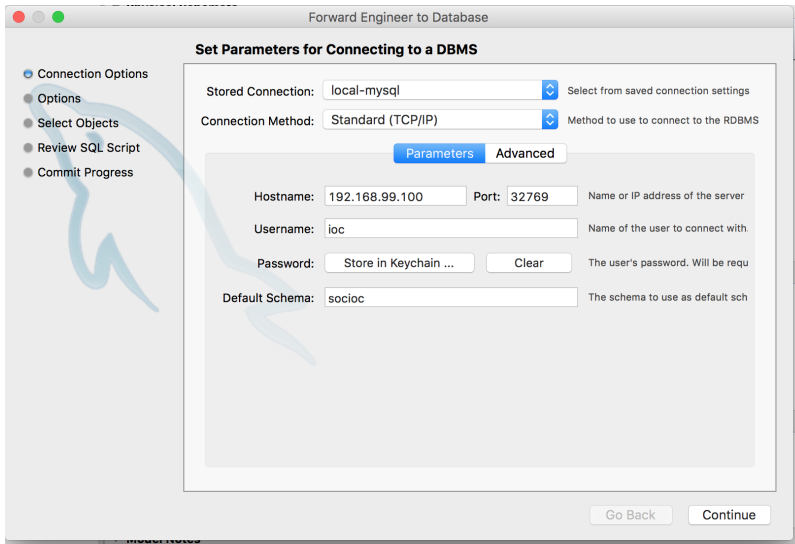 Forward Engineer to Database
Set Parameters for Connecting to a DBMS
Connection Options
Options
Select Objects
Review SQL Script
Commit Progress
Stored Connection: local-mysql Select from saved connection settings
Connection Method: Standard (TCP/IP) Method to use to connect to the RDBMS
Parameters Advanced
Hostname: 192.168.99.100 Port: 32769 Name or IP address of the server
Username: ioc Name of the user to connect with.
Password: Store in Keychain ... Clear The user's password. Will be requ
Default Schema: socioc The schema to use as default sch
Go Back Continue
Model Notes